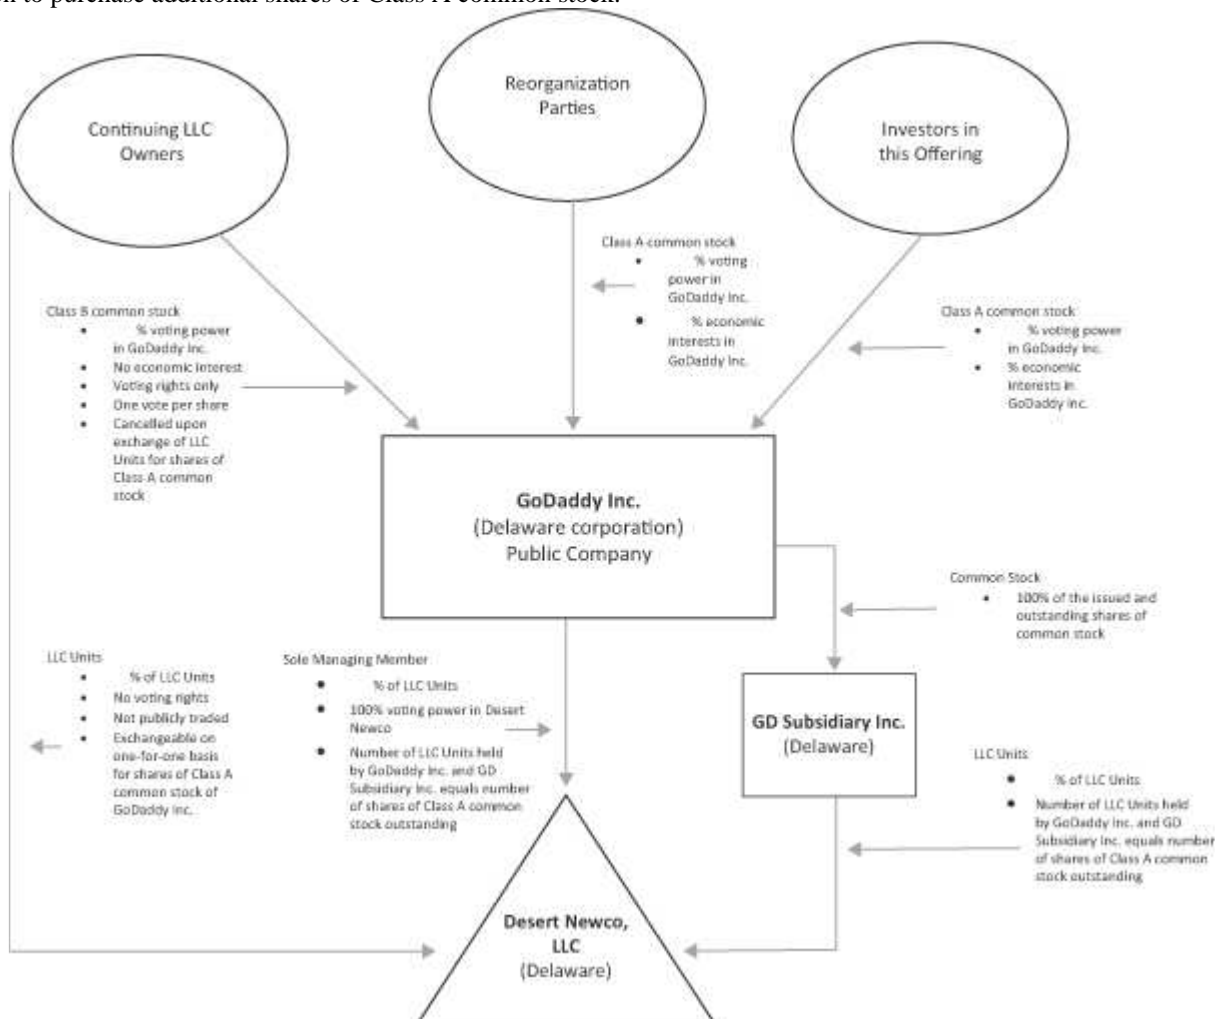 to purchase additional shares of Class A common stock.
Continuing LLC
Owners
Reorganization
Parties
Investors in
this Offering
Class B common stock
• % voting power
in GoDaddy Inc.
• No economic interest
• Voting rights only
• One vote per share
• Cancelled upon
exchange of LLC
Units for shares of
Class A common
stock
Class A common stock
• % voting
power in
GoDaddy Inc.
• % economic
interests in
GoDaddy Inc.
Class A common stock
• % voting power
in GoDaddy Inc.
• % economic
interests in
GoDaddy Inc.
GoDaddy Inc.
(Delaware corporation)
Public Company
Common Stock
• 100% of the issued and
outstanding shares of
common stock
LLC Units
• % of LLC Units
• No voting rights
• Not publicly traded
• Exchangeable on
one-for-one basis
for shares of Class A
common stock of
GoDaddy Inc.
Sole Managing Member
• % of LLC Units
• 100% voting power in Desert
Newco
• Number of LLC Units held
by GoDaddy Inc. and GD
Subsidiary Inc. equals number
of shares of Class A common
stock outstanding
GD Subsidiary Inc.
(Delaware)
LLC Units
• % of LLC Units
• Number of LLC Units held
by GoDaddy Inc. and GD
Subsidiary Inc. equals number
of shares of Class A common
stock outstanding
Desert Newco,
LLC
(Delaware)